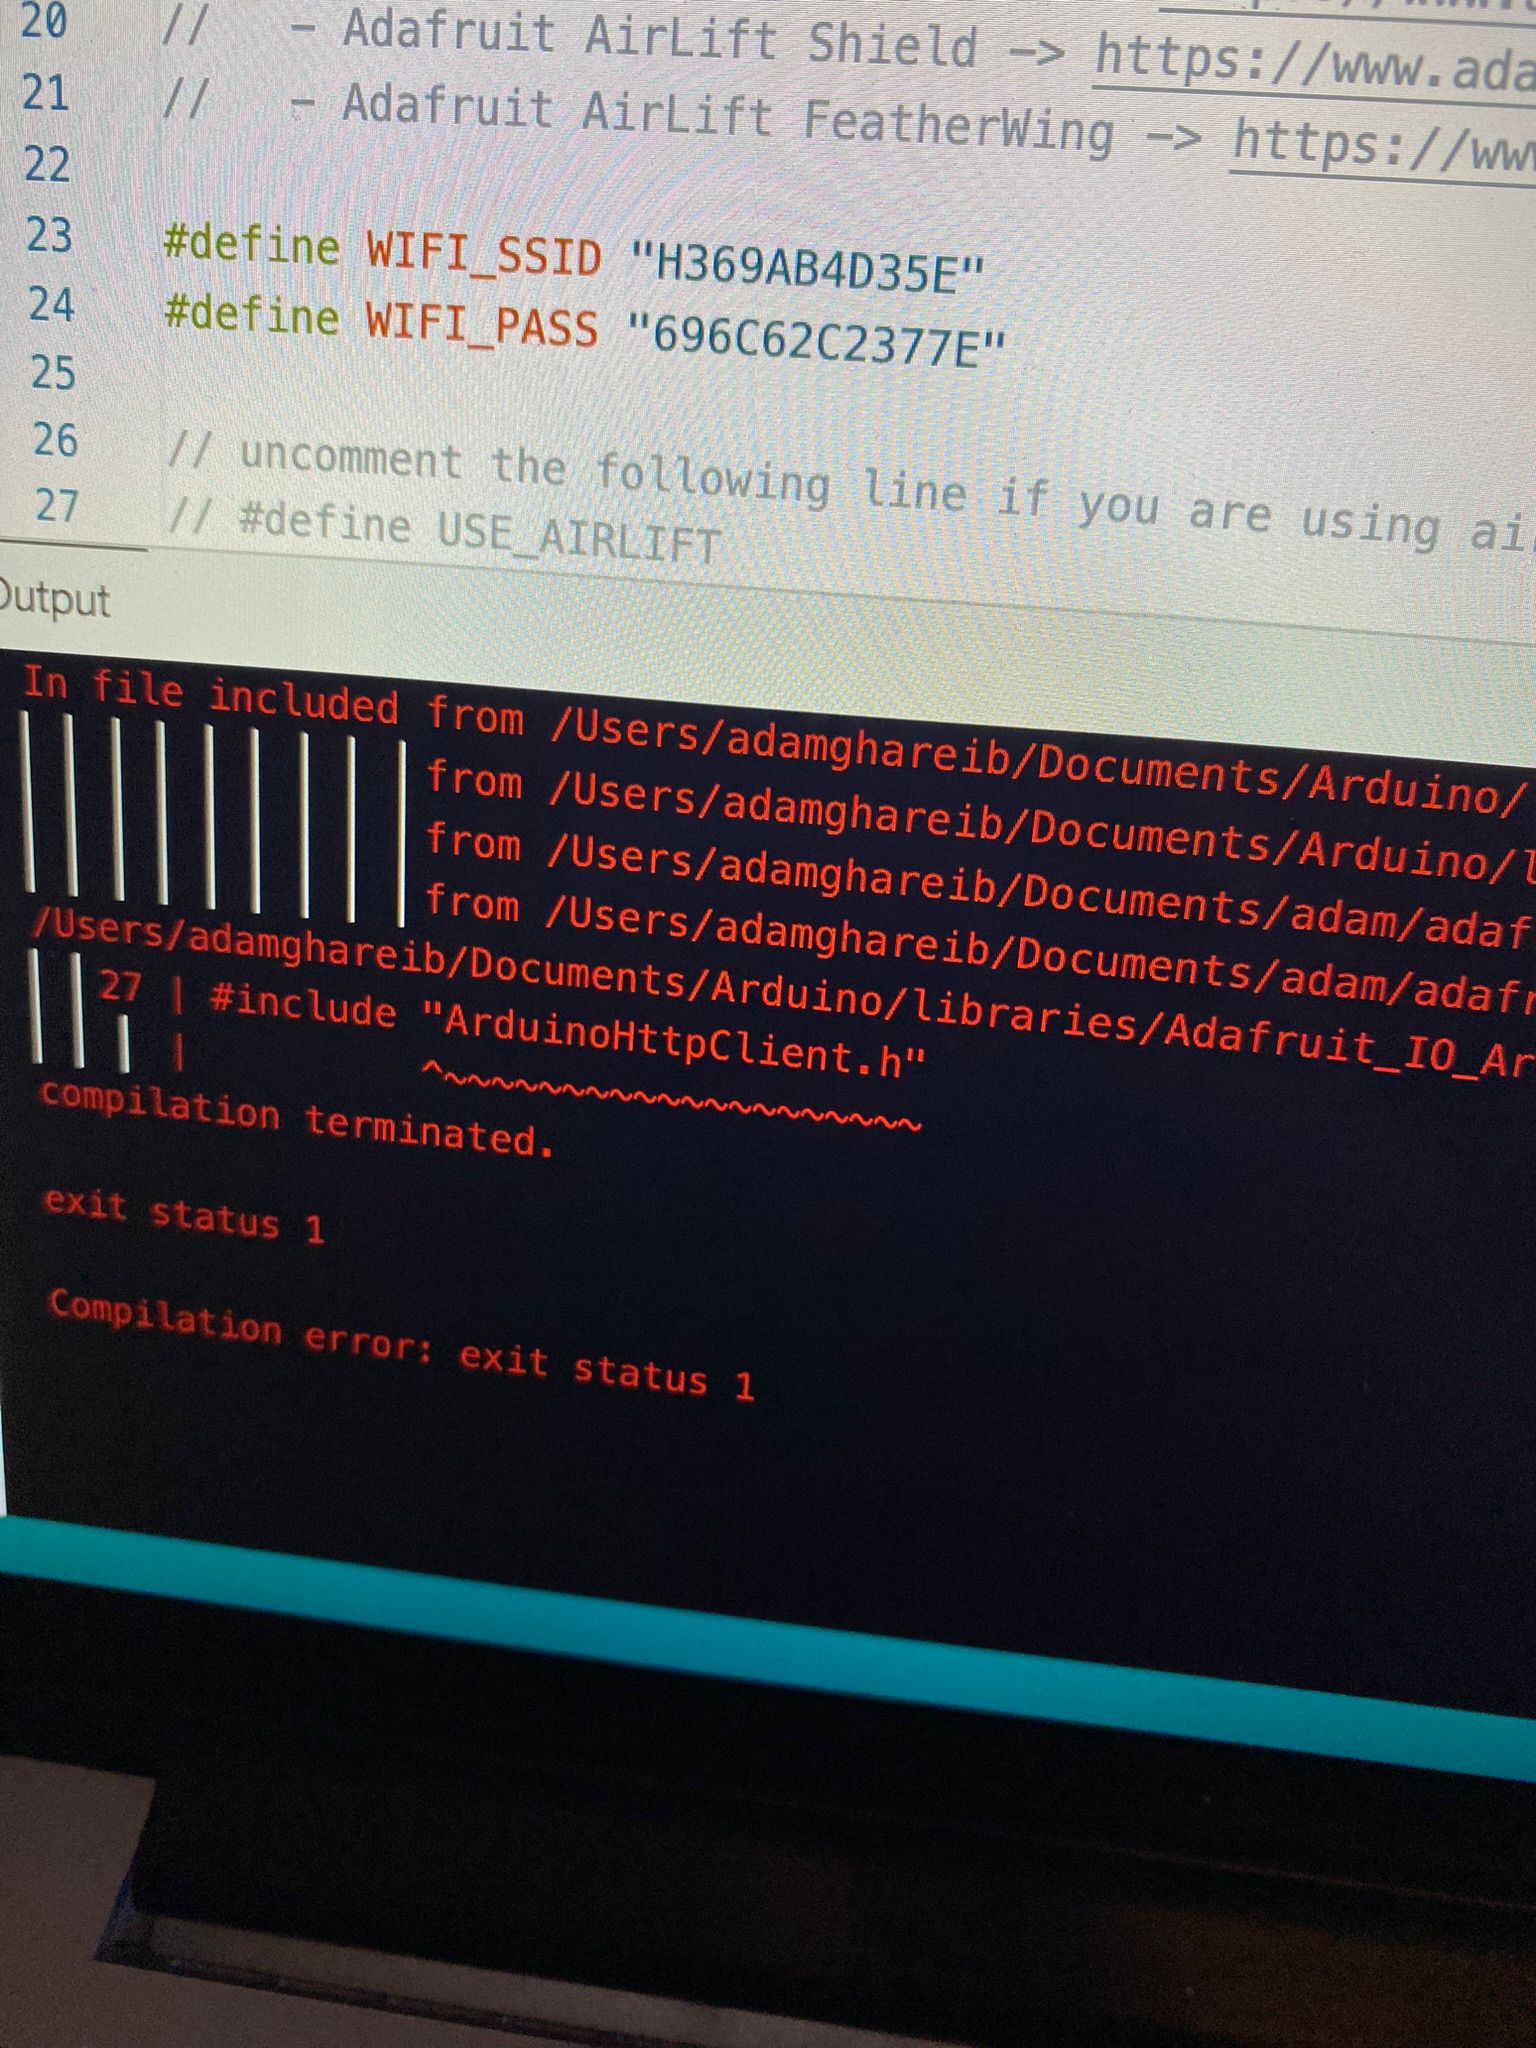 20 //   - Adafruit AirLift Shield -> https://www.ada
21 //   - Adafruit AirLift FeatherWing -> https://ww
22
23 #define WIFI_SSID "H369AB4D35E"
24 #define WIFI_PASS "696C62C2377E"
25
26 // uncomment the following line if you are using ai
27 // #define USE_AIRLIFT
Output
In file included from /Users/adamghareib/Documents/Arduino/
from /Users/adamghareib/Documents/Arduino/l
from /Users/adamghareib/Documents/adam/adaf
from /Users/adamghareib/Documents/adam/adafr
/Users/adamghareib/Documents/Arduino/libraries/Adafruit_IO_Ar
27 | #include "ArduinoHttpClient.h"
|          ^~~~~~~~~~~~~~~~~~~~~
compilation terminated.
exit status 1
Compilation error: exit status 1